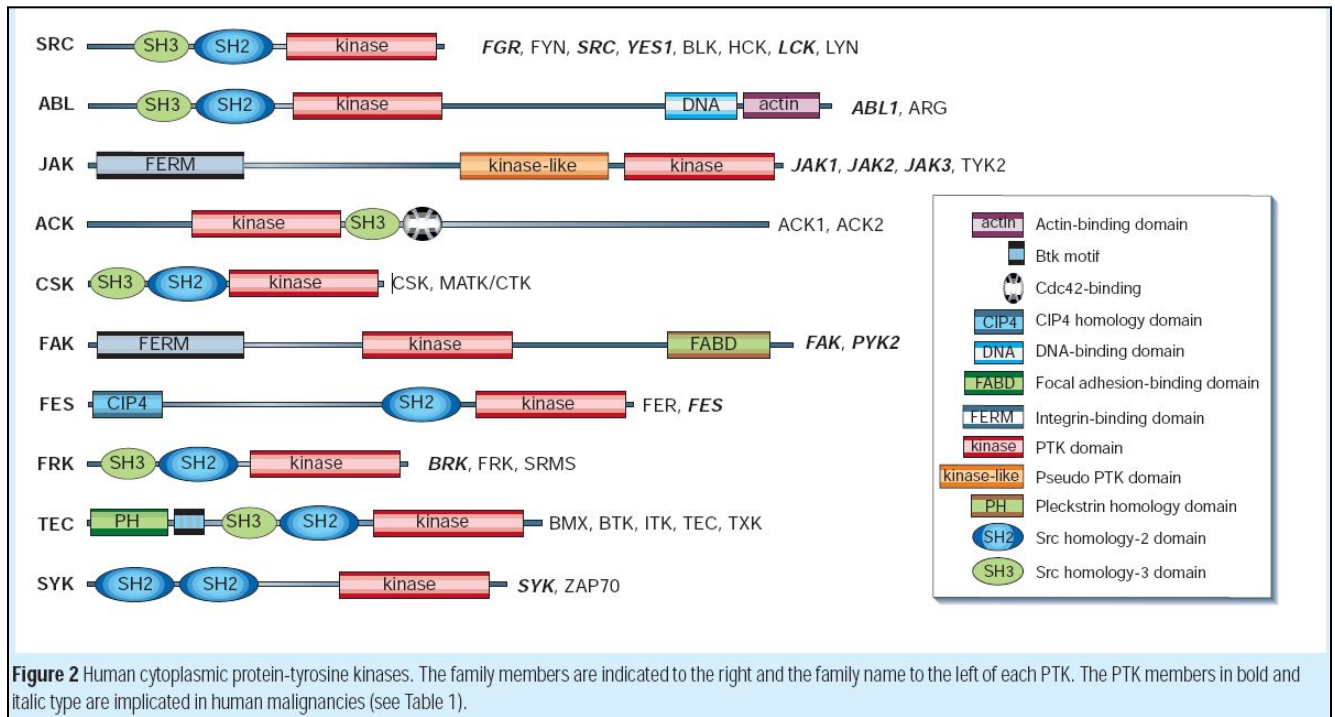 SRC SH3 SH2 kinase FGR, FYN, SRC, YES1, BLK, HCK, LCK, LYN
ABL SH3 SH2 kinase DNA actin ABL1, ARG
JAK FERM kinase-like kinase JAK1, JAK2, JAK3, TYK2
ACK kinase SH3 ACK1, ACK2
CSK SH3 SH2 kinase CSK, MATK/CTK
FAK FERM kinase FABD FAK, PYK2
FES CIP4 SH2 kinase FER, FES
FRK SH3 SH2 kinase BRK, FRK, SRMS
TEC PH SH3 SH2 kinase BMX, BTK, ITK, TEC, TXK
SYK SH2 SH2 kinase SYK, ZAP70
actin Actin-binding domain
Btk motif
Cdc42-binding
CIP4 CIP4 homology domain
DNA DNA-binding domain
FABD Focal adhesion-binding domain
FERM Integrin-binding domain
kinase PTK domain
kinase-like Pseudo PTK domain
PH Pleckstrin homology domain
SH2 Src homology-2 domain
SH3 Src homology-3 domain
Figure 2 Human cytoplasmic protein-tyrosine kinases. The family members are indicated to the right and the family name to the left of each PTK. The PTK members in bold and
italic type are implicated in human malignancies (see Table 1).